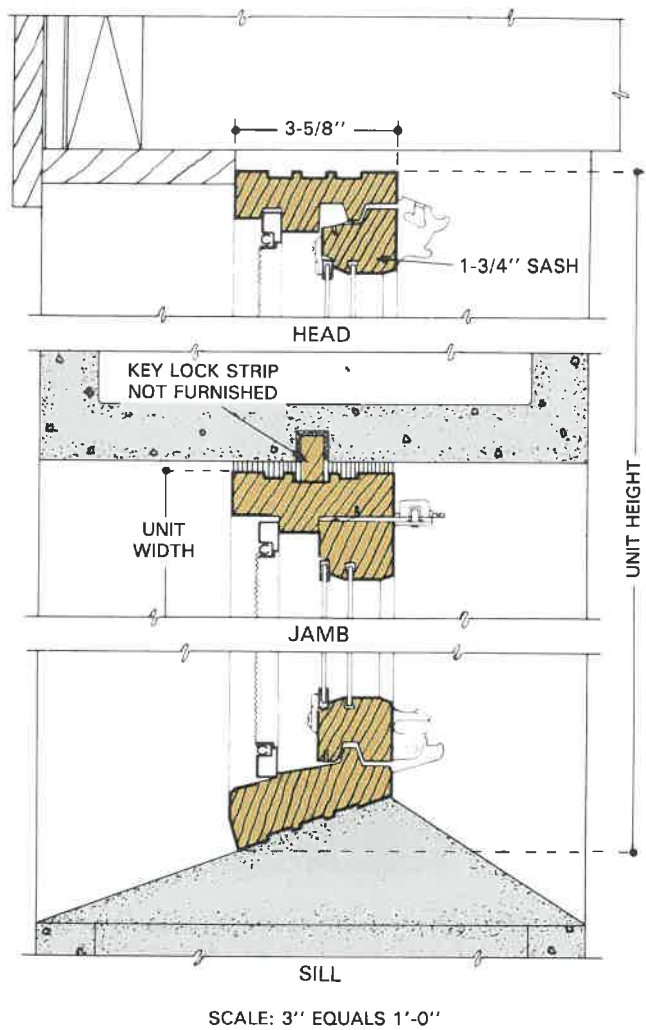 3-5/8''
1-3/4'' SASH
HEAD
KEY LOCK STRIP
NOT FURNISHED
UNIT
WIDTH
UNIT HEIGHT
JAMB
SILL
SCALE: 3'' EQUALS 1'-0''